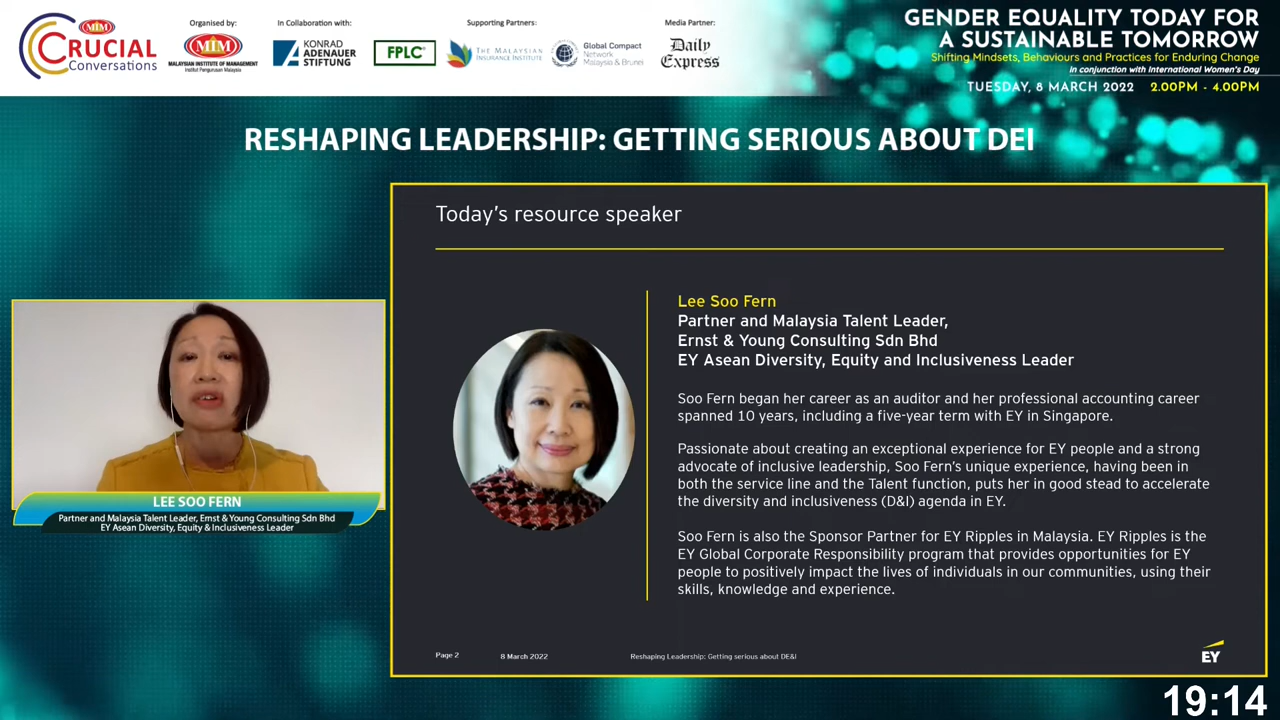 MIM
CRUCIAL
Conversations
Organised by:
MIM
MALAYSIAN INSTITUTE OF MANAGEMENT
Institut Pengurusan Malaysia
In Collaboration with:
KONRAD
ADENAUER
STIFTUNG
FPLC
Supporting Partners:
THE MALAYSIAN
INSURANCE INSTITUTE
Global Compact
Network
Malaysia & Brunei
Media Partner:
Daily
Express
GENDER EQUALITY TODAY FOR
A SUSTAINABLE TOMORROW
Shifting Mindsets, Behaviours and Practices for Enduring Change
In conjunction with International Women's Day
TUESDAY, 8 MARCH 2022 2.00PM - 4.00PM
RESHAPING LEADERSHIP: GETTING SERIOUS ABOUT DEI
LEE SOO FERN
Partner and Malaysia Talent Leader, Ernst & Young Consulting Sdn Bhd
EY Asean Diversity, Equity & Inclusiveness Leader
Today's resource speaker
Lee Soo Fern
Partner and Malaysia Talent Leader,
Ernst & Young Consulting Sdn Bhd
EY Asean Diversity, Equity and Inclusiveness Leader
Soo Fern began her career as an auditor and her professional accounting career
spanned 10 years, including a five-year term with EY in Singapore.
Passionate about creating an exceptional experience for EY people and a strong
advocate of inclusive leadership, Soo Fern's unique experience, having been in
both the service line and the Talent function, puts her in good stead to accelerate
the diversity and inclusiveness (D&I) agenda in EY.
Soo Fern is also the Sponsor Partner for EY Ripples in Malaysia. EY Ripples is the
EY Global Corporate Responsibility program that provides opportunities for EY
people to positively impact the lives of individuals in our communities, using their
skills, knowledge and experience.
Page 2 8 March 2022 Reshaping Leadership: Getting serious about DE&I
EY
19:14